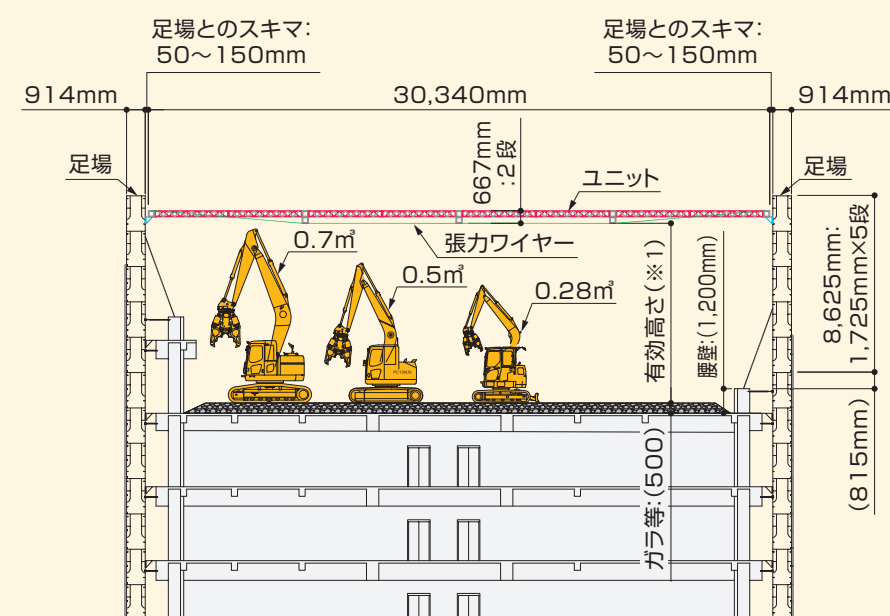 足場とのスキマ:
50〜150mm
足場とのスキマ:
50〜150mm
914mm
30,340mm
914mm
足場
667mm
:2段
ユニット
足場
張力ワイヤー
0.7㎥
0.5㎥
0.28㎥
有効高さ(※1)
腰壁:(1,200mm)
8,625mm:
1,725mm×5段
(815mm)
ガラ等:(500)